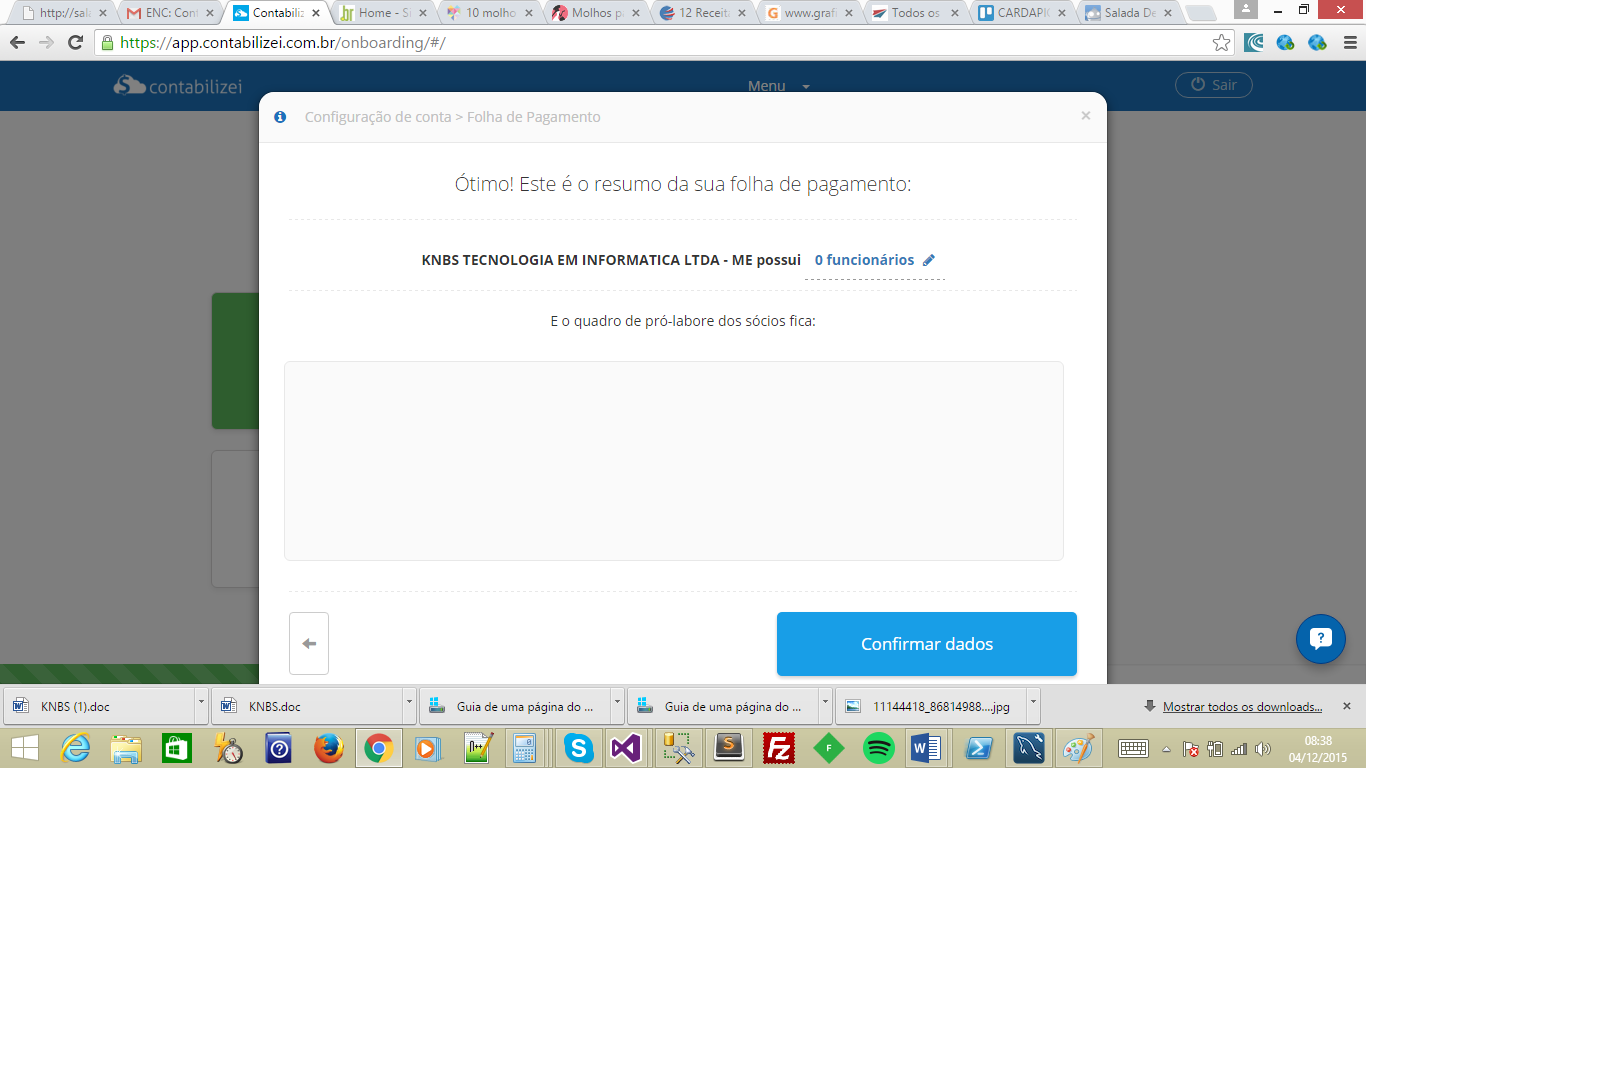 http://sal
ENC: Con
Contabiliz
Home - Si
10 molho
Molhos p
12 Receit
www.grafi
Todos os
CARDAPI
Salada De
https://app.contabilizei.com.br/onboarding/#/
contabilizei
Menu
Sair
Configuração de conta > Folha de Pagamento
Ótimo! Este é o resumo da sua folha de pagamento:
KNBS TECNOLOGIA EM INFORMATICA LTDA - ME possui 0 funcionários
E o quadro de pró-labore dos sócios fica:
Confirmar dados
KNBS (1).doc
KNBS.doc
Guia de uma página do ...
Guia de uma página do ...
11144418_86814988....jpg
Mostrar todos os downloads...
08:38
04/12/2015